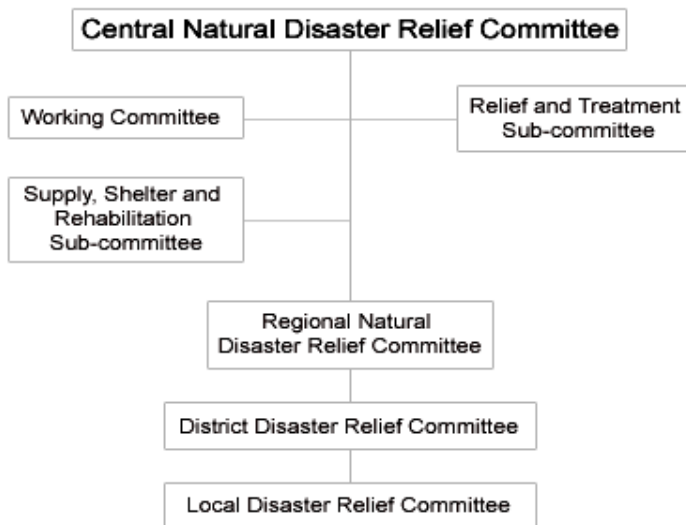 Central Natural Disaster Relief Committee
Working Committee
Relief and Treatment
Sub-committee
Supply, Shelter and
Rehabilitation
Sub-committee
Regional Natural
Disaster Relief Committee
District Disaster Relief Committee
Local Disaster Relief Committee